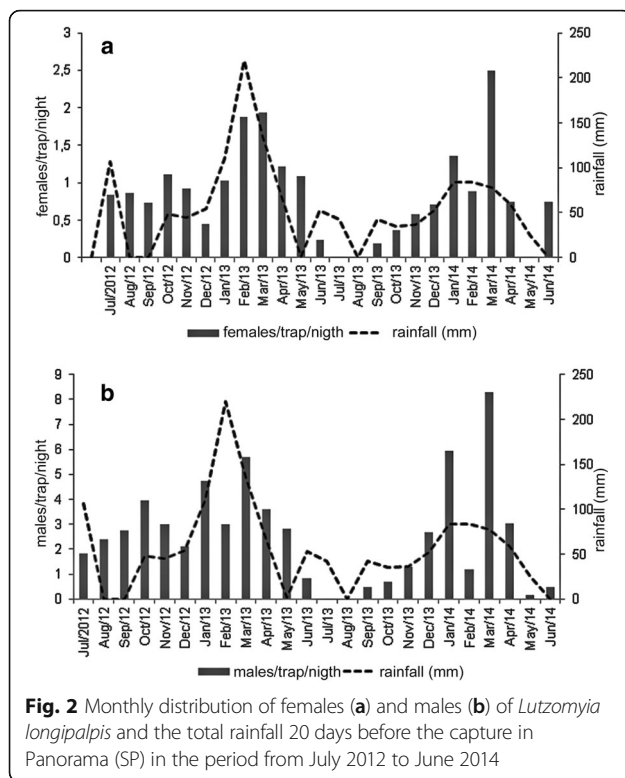 a
3
2,5
2
1,5
1
0,5
0
females/trap/night
250
200
150
100
50
0
rainfall (mm)
Jul/2012
Aug/12
Sep/12
Oct/12
Nov/12
Dec/12
Jan/13
Feb/13
Mar/13
Apr/13
May/13
Jun/13
Jul/13
Aug/13
Sep/13
Oct/13
Nov/13
Dec/13
Jan/14
Feb/14
Mar/14
Apr/14
May/14
Jun/14
females/trap/nigth rainfall (mm)
b
9
8
7
6
5
4
3
2
1
0
males/trap/night
250
200
150
100
50
0
rainfall (mm)
Jul/2012
Aug/12
Sep/12
Oct/12
Nov/12
Dec/12
Jan/13
Feb/13
Mar/13
Apr/13
May/13
Jun/13
Jul/13
Aug/13
Sep/13
Oct/13
Nov/13
Dec/13
Jan/14
Feb/14
Mar/14
Apr/14
May/14
Jun/14
males/trap/nigth rainfall (mm)
Fig. 2 Monthly distribution of females (a) and males (b) of Lutzomyia
longipalpis and the total rainfall 20 days before the capture in
Panorama (SP) in the period from July 2012 to June 2014